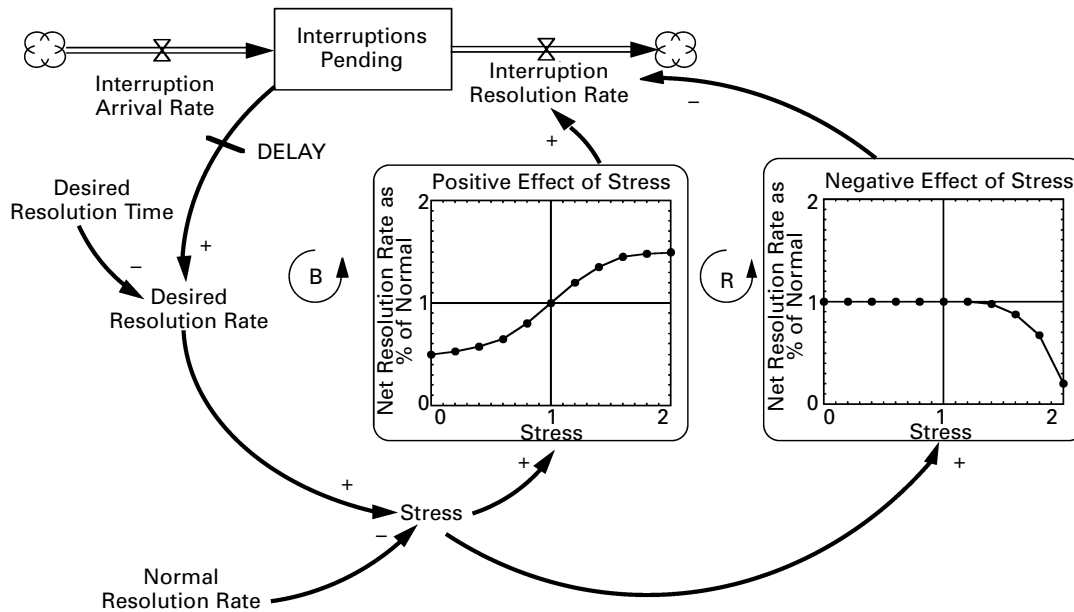 Interruptions
Pending
Interruption
Arrival Rate
Interruption
Resolution Rate
−
+
DELAY
Desired
Resolution Time
+
−
Desired
Resolution Rate
B
R
Positive Effect of Stress
Net Resolution Rate as
% of Normal
2
1
0
0
1
2
Stress
Negative Effect of Stress
Net Resolution Rate as
% of Normal
2
1
0
0
1
2
Stress
+
+
+
Stress
−
Normal
Resolution Rate